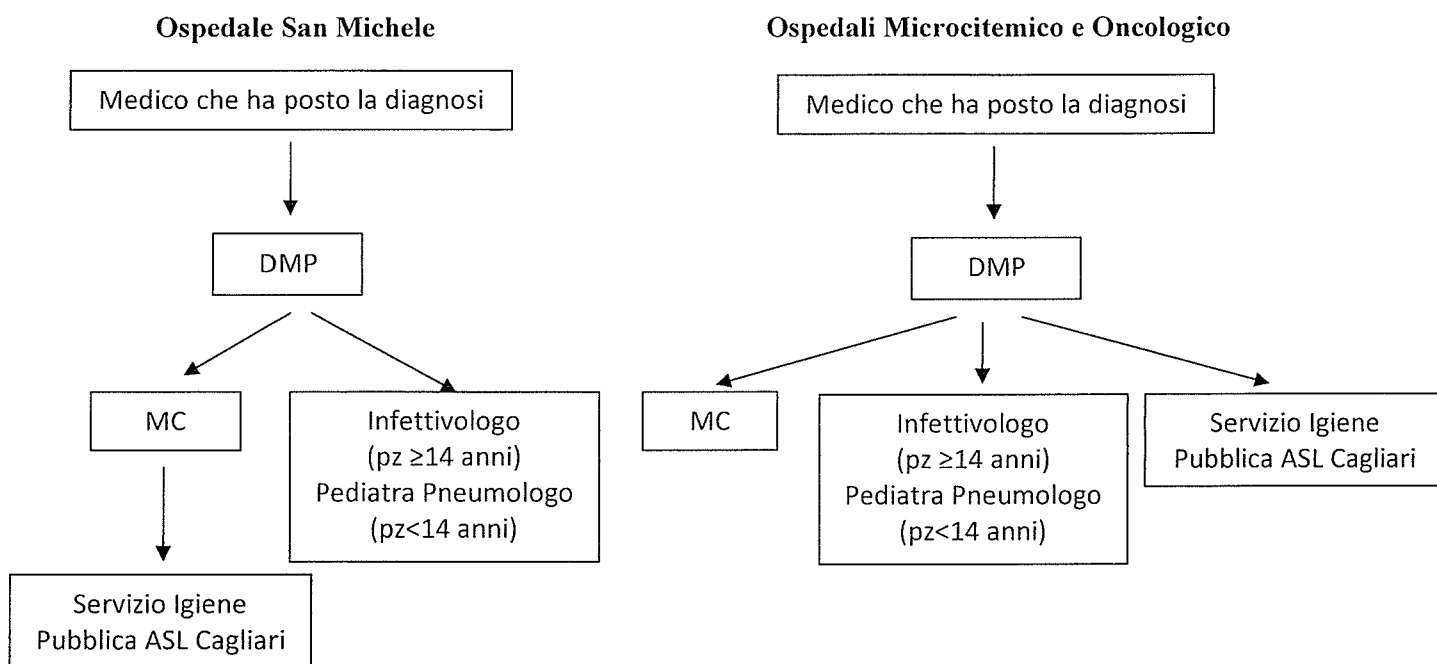 Ospedale San Michele
Medico che ha posto la diagnosi
DMP
MC
Infettivologo
(pz ≥14 anni)
Pediatra Pneumologo
(pz<14 anni)
Servizio Igiene
Pubblica ASL Cagliari
Ospedali Microcitemico e Oncologico
Medico che ha posto la diagnosi
DMP
MC
Infettivologo
(pz ≥14 anni)
Pediatra Pneumologo
(pz<14 anni)
Servizio Igiene
Pubblica ASL Cagliari